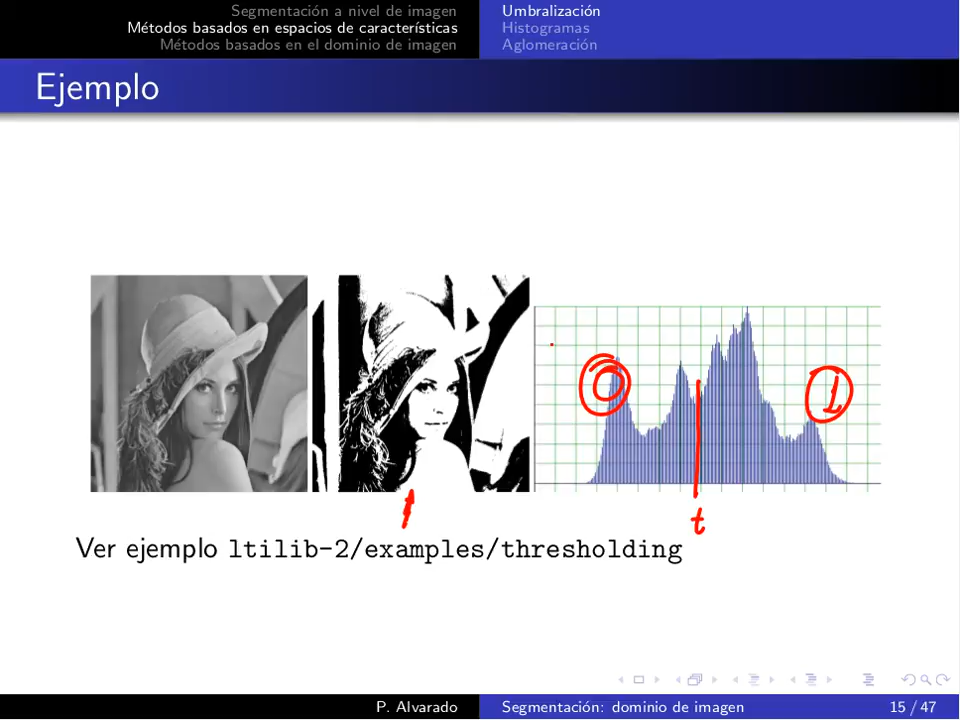 Segmentación a nivel de imagen
Métodos basados en espacios de características
Métodos basados en el dominio de imagen
Umbralización
Histogramas
Aglomeración
Ejemplo
0
1
t
Ver ejemplo ltilib-2/examples/thresholding
P. Alvarado
Segmentación: dominio de imagen
15 / 47